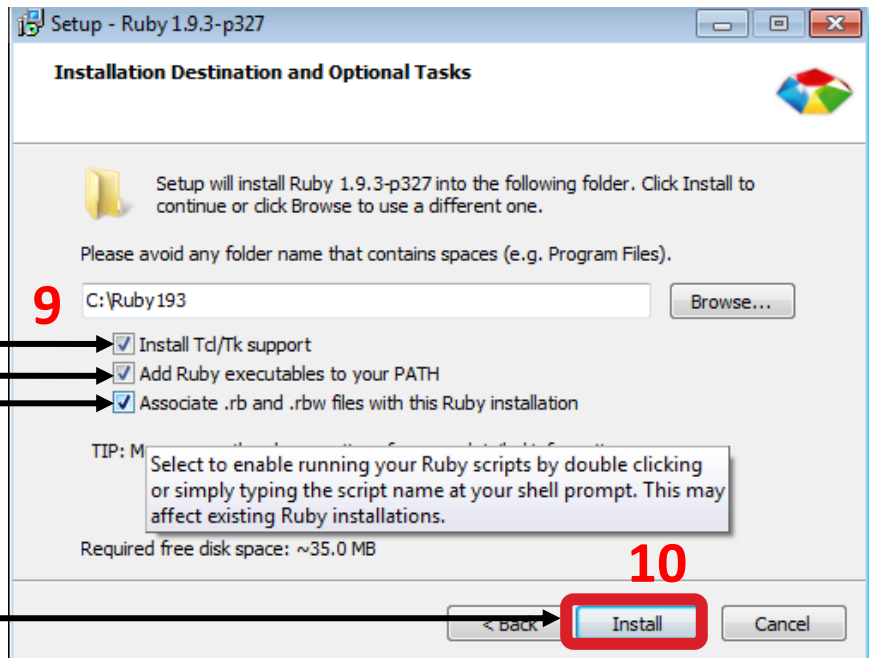 Setup - Ruby 1.9.3-p327
Installation Destination and Optional Tasks
Setup will install Ruby 1.9.3-p327 into the following folder. Click Install to
continue or click Browse to use a different one.
Please avoid any folder name that contains spaces (e.g. Program Files).
9
C:\Ruby193
Browse...
Install Tcl/Tk support
Add Ruby executables to your PATH
Associate .rb and .rbw files with this Ruby installation
TIP:
Select to enable running your Ruby scripts by double clicking
or simply typing the script name at your shell prompt. This may
affect existing Ruby installations.
Required free disk space: ~35.0 MB
10
< Back
Install
Cancel